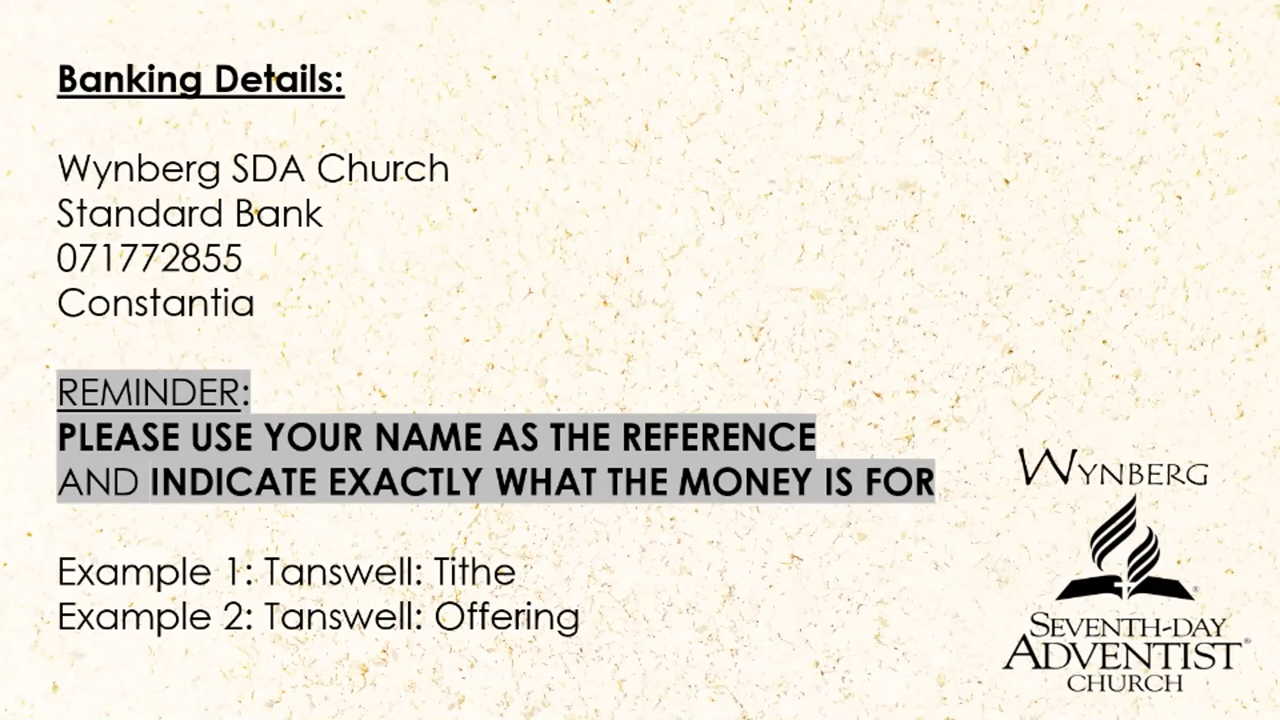 Banking Details:
Wynberg SDA Church
Standard Bank
071772855
Constantia
REMINDER:
PLEASE USE YOUR NAME AS THE REFERENCE
AND INDICATE EXACTLY WHAT THE MONEY IS FOR
Example 1: Tanswell: Tithe
Example 2: Tanswell: Offering
WYNBERG
SEVENTH-DAY
ADVENTIST®
CHURCH